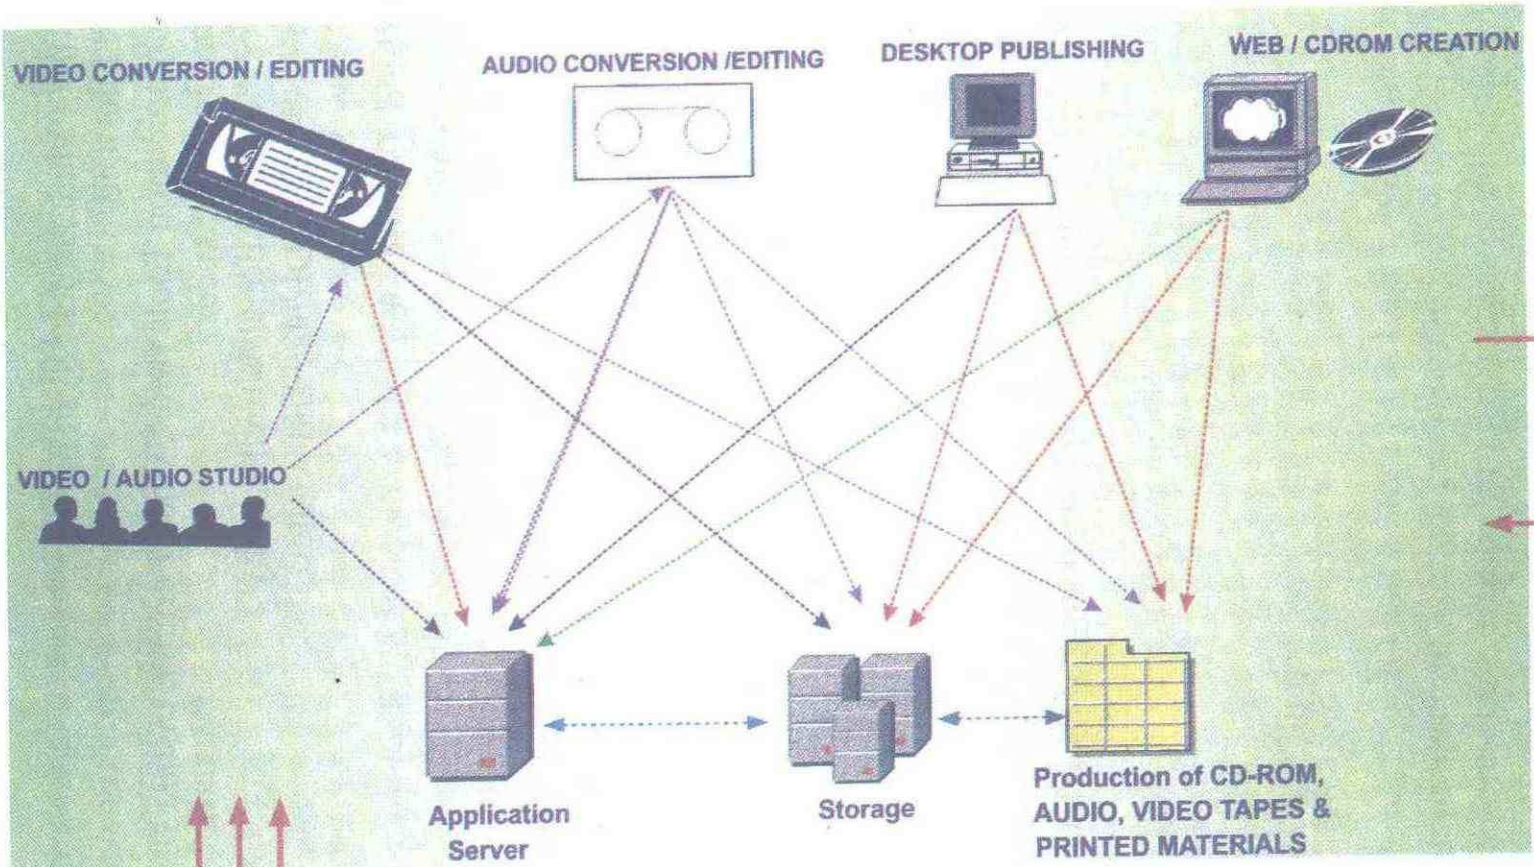 VIDEO CONVERSION / EDITING
AUDIO CONVERSION /EDITING
DESKTOP PUBLISHING
WEB / CDROM CREATION
VIDEO / AUDIO STUDIO
Application
Server
Storage
Production of CD-ROM,
AUDIO, VIDEO TAPES &
PRINTED MATERIALS